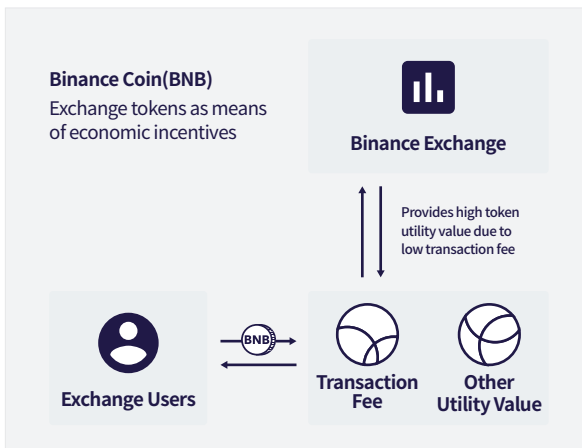 Binance Coin(BNB)
Exchange tokens as means
of economic incentives
Binance Exchange
Provides high token
utility value due to
low transaction fee
BNB
Exchange Users
Transaction
Fee
Other
Utility Value